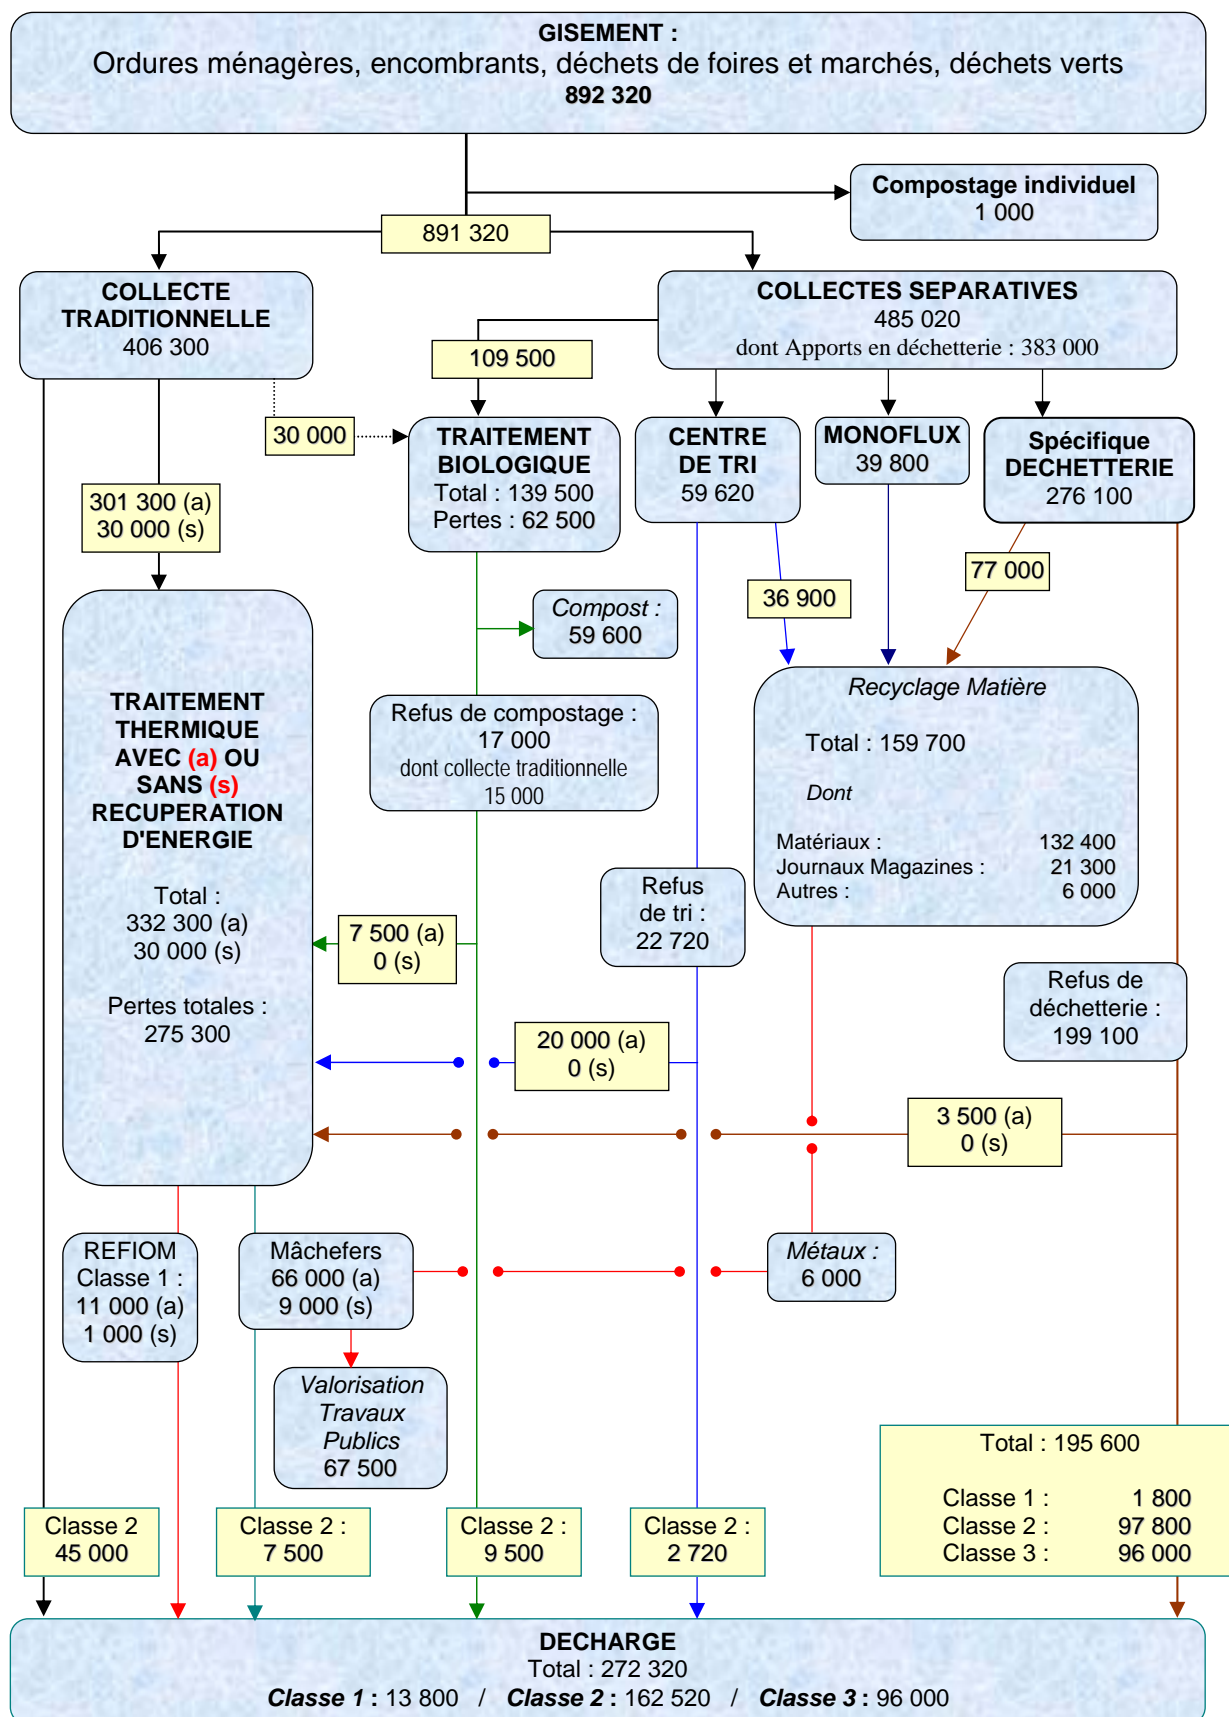 GISEMENT :
Ordures ménagères, encombrants, déchets de foires et marchés, déchets verts
892 320
Compostage individuel
1 000
891 320
COLLECTE
TRADITIONNELLE
406 300
COLLECTES SEPARATIVES
485 020
dont Apports en déchetterie : 383 000
109 500
30 000
TRAITEMENT
BIOLOGIQUE
Total : 139 500
Pertes : 62 500
CENTRE
DE TRI
59 620
MONOFLUX
39 800
Spécifique
DECHETTERIE
276 100
301 300 (a)
30 000 (s)
36 900
77 000
Compost :
59 600
TRAITEMENT
THERMIQUE
AVEC (a) OU
SANS (s)
RECUPERATION
D'ENERGIE
Total :
332 300 (a)
30 000 (s)
Pertes totales :
275 300
Refus de compostage :
17 000
dont collecte traditionnelle
15 000
Recyclage Matière
Total : 159 700
Dont
Matériaux : 132 400
Journaux Magazines : 21 300
Autres : 6 000
Refus
de tri :
22 720
7 500 (a)
0 (s)
Refus de
déchetterie :
199 100
20 000 (a)
0 (s)
3 500 (a)
0 (s)
REFIOM
Classe 1 :
11 000 (a)
1 000 (s)
Mâchefers
66 000 (a)
9 000 (s)
Métaux :
6 000
Valorisation
Travaux
Publics
67 500
Total : 195 600
Classe 1 : 1 800
Classe 2 : 97 800
Classe 3 : 96 000
Classe 2
45 000
Classe 2 :
7 500
Classe 2 :
9 500
Classe 2 :
2 720
DECHARGE
Total : 272 320
Classe 1 : 13 800 / Classe 2 : 162 520 / Classe 3 : 96 000